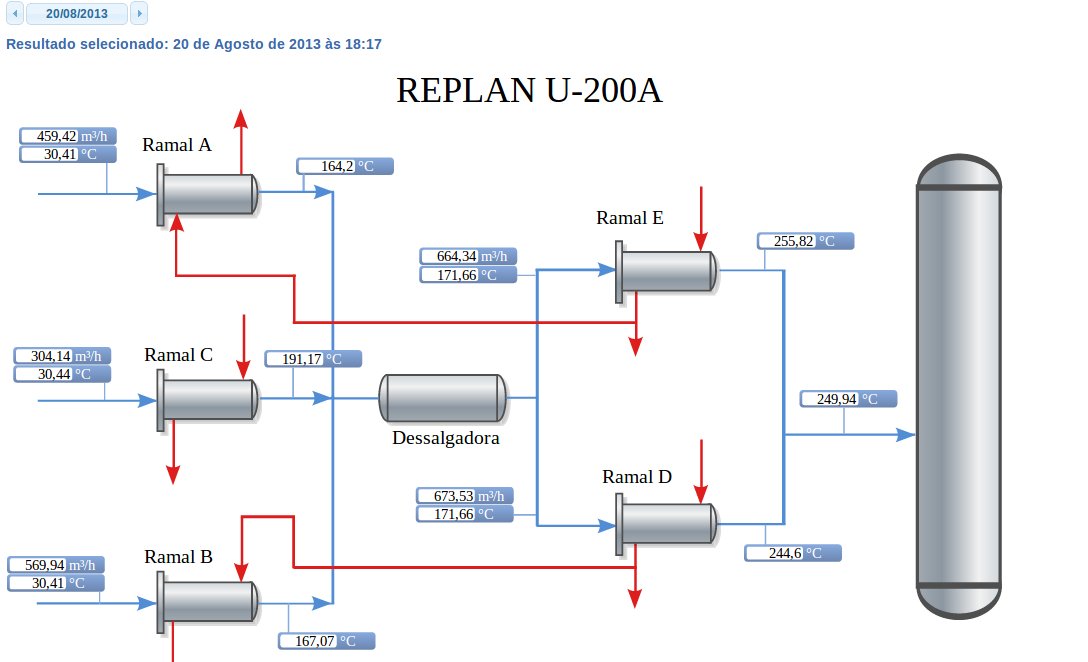 20/08/2013
Resultado selecionado: 20 de Agosto de 2013 às 18:17
REPLAN U-200A
459,42 m³/h
30,41 °C
Ramal A
164,2 °C
Ramal E
664,34 m³/h
171,66 °C
255,82 °C
304,14 m³/h
30,44 °C
Ramal C
191,17 °C
Dessalgadora
249,94 °C
Ramal D
673,53 m³/h
171,66 °C
244,6 °C
569,94 m³/h
30,41 °C
Ramal B
167,07 °C